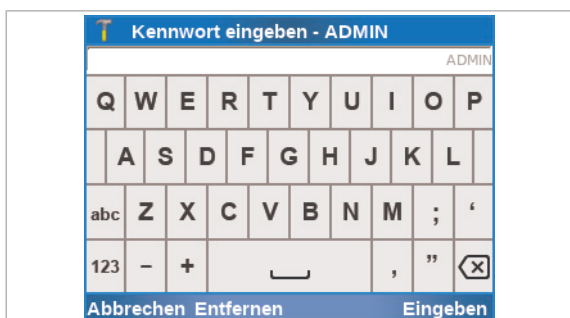 Kennwort eingeben - ADMIN
ADMIN
Q W E R T Y U I O P
A S D F G H J K L
abc Z X C V B N M ; ‘
123 - + , ”
Abbrechen Entfernen Eingeben